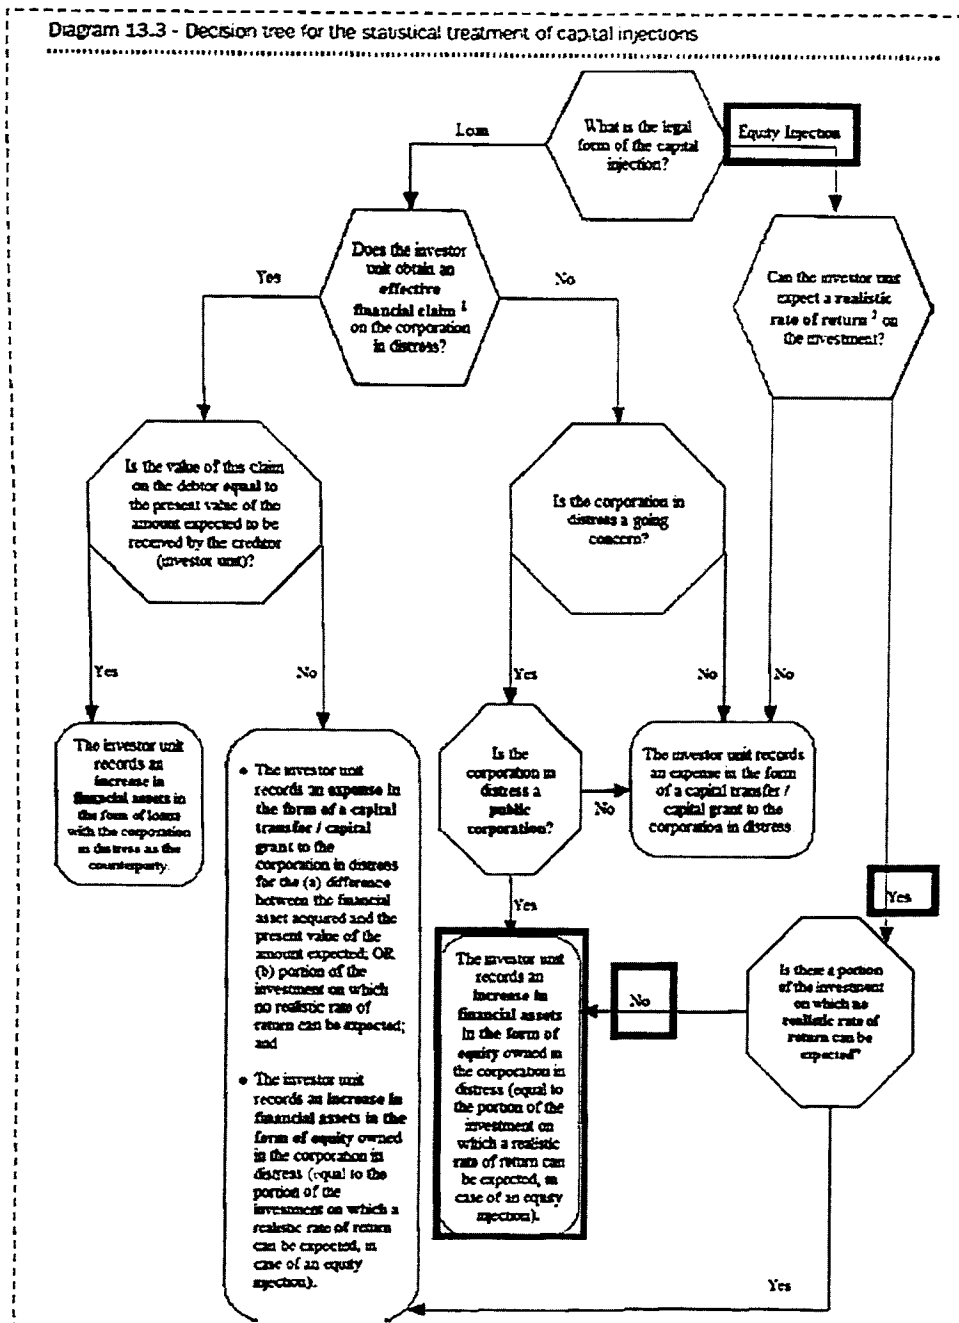 Diagram 13.3 - Decision tree for the statistical treatment of capital injections
What is the legal
form of the capital
injection?
Loan
Equity Injection
Does the investor
unit obtain an
effective
financial claim 1
on the corporation
in distress?
Yes
No
Can the investor unit
expect a realistic
rate of return 2 on
the investment?
Is the value of this claim
on the debtor equal to
the present value of the
amount expected to be
received by the creditor
(investor unit)?
Is the corporation in
distress a going
concern?
Yes
No
Yes
No
No
The investor unit
records an
increase in
financial assets in
the form of loans
with the corporation
in distress as the
counterparty.
• The investor unit
records an expense in
the form of a capital
transfer / capital
grant to the
corporation in distress
for the (a) difference
between the financial
asset acquired and the
present value of the
amount expected; OR
(b) portion of the
investment on which
no realistic rate of
return can be expected;
and
• The investor unit
records an increase in
financial assets in the
form of equity owned
in the corporation in
distress (equal to the
portion of the
investment on which a
realistic rate of return
can be expected, in
case of an equity
injection).
Is the
corporation in
distress a
public
corporation?
No
The investor unit records
an expense in the form
of a capital transfer /
capital grant to the
corporation in distress
Yes
Yes
The investor unit
records an
increase in
financial assets
in the form of
equity owned in
the corporation in
distress (equal to
the portion of the
investment on
which a realistic
rate of return can
be expected, in
case of an equity
injection).
No
Is there a portion
of the investment
on which no
realistic rate of
return can be
expected?
Yes